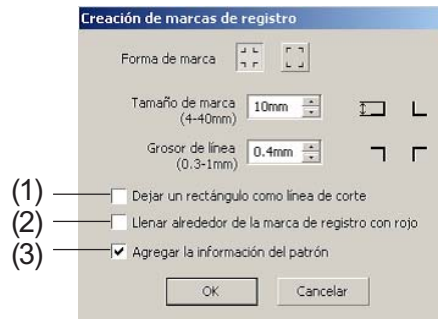 Creación de marcas de registro
Forma de marca
Tamaño de marca
(4-40mm)
10mm
Grosor de línea
(0.3-1mm)
0.4mm
(1) Dejar un rectángulo como línea de corte
(2) Llenar alrededor de la marca de registro con rojo
(3) Agregar la información del patrón
OK Cancelar